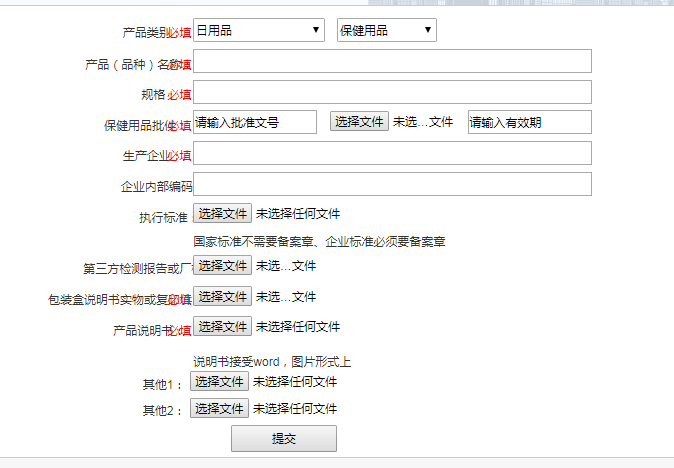 产品类别必填 日用品 保健用品
产品（品种）名称必填
规格 必填
保健用品批准必填 请输入批准文号 选择文件 未选...文件 请输入有效期
生产企业必填
企业内部编码
执行标准 选择文件 未选择任何文件
国家标准不需要备案章、企业标准必须要备案章
第三方检测报告或厂 选择文件 未选...文件
包装盒说明书实物或复印必填 选择文件 未选...文件
产品说明书必填 选择文件 未选择任何文件
说明书接受word，图片形式上
其他1： 选择文件 未选择任何文件
其他2： 选择文件 未选择任何文件
提交